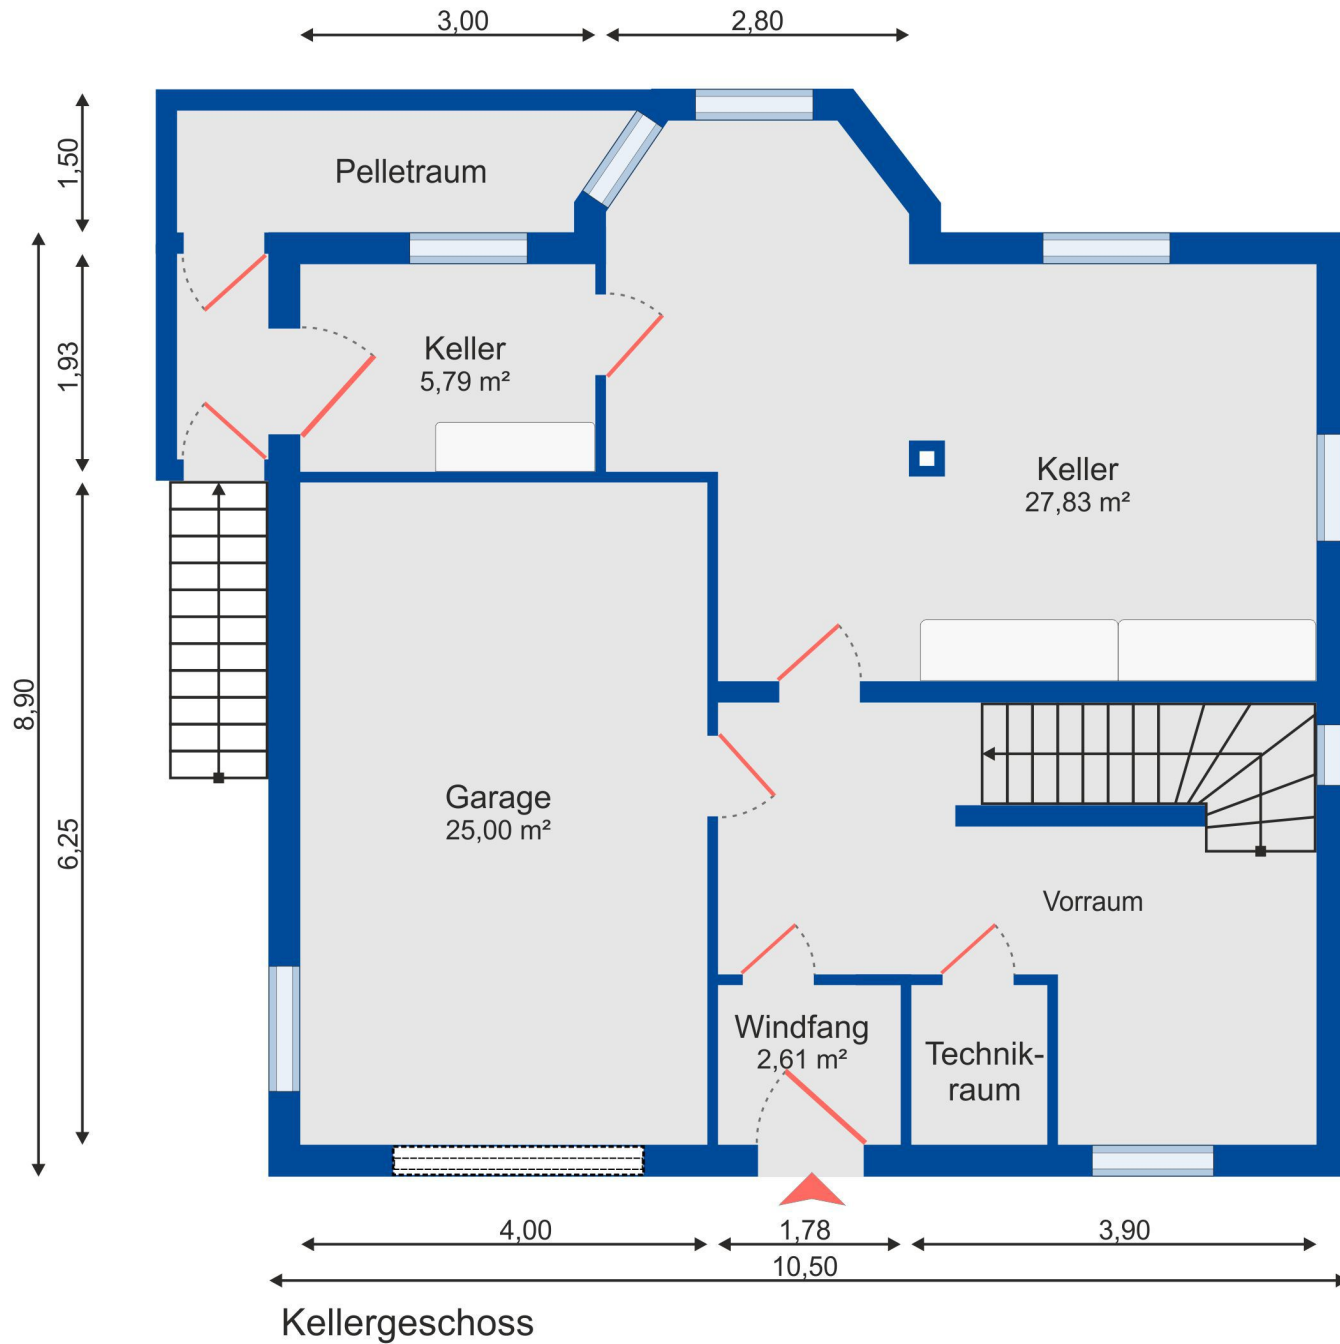 3,00
2,80
1,50
Pelletraum
1,93
Keller
5,79 m²
Keller
27,83 m²
8,90
6,25
Garage
25,00 m²
Vorraum
Windfang
2,61 m²
Technik-
raum
4,00
1,78
3,90
10,50
Kellergeschoss